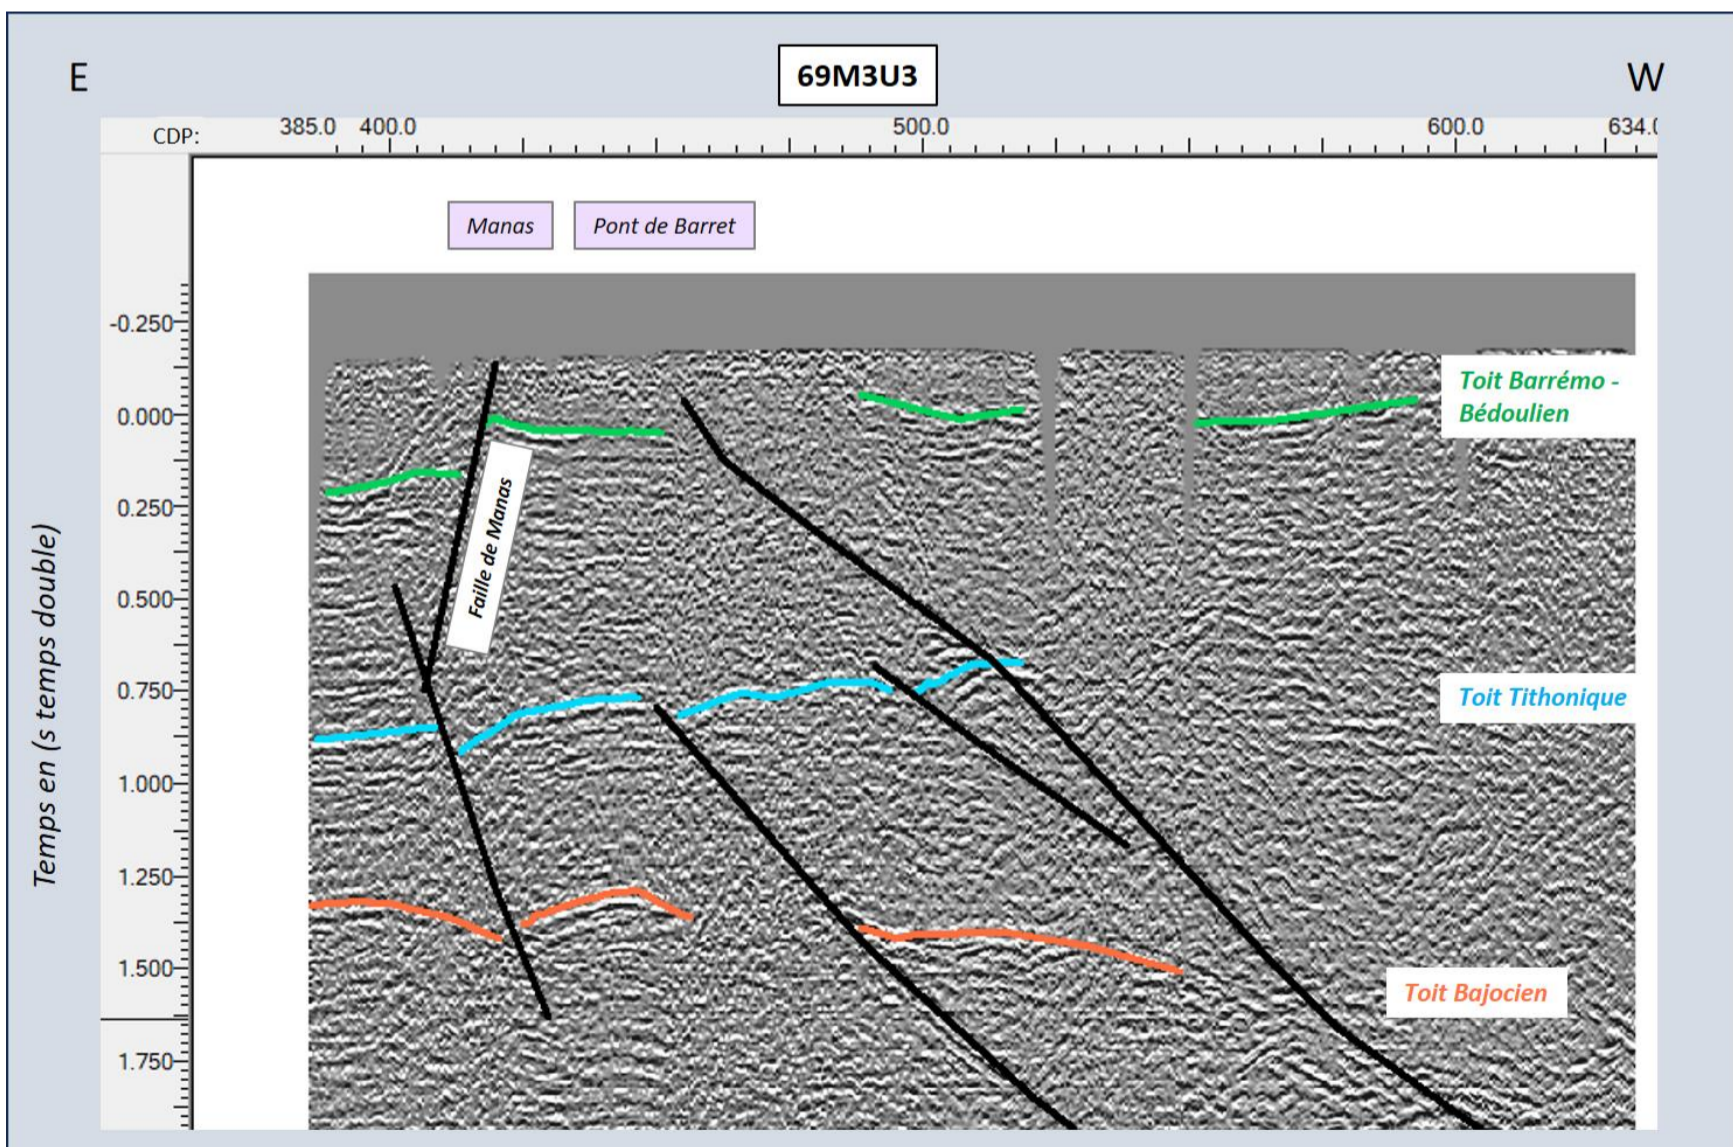 E
69M3U3
W
CDP:
385.0 400.0 500.0 600.0 634.0
Manas
Pont de Barret
-0.250
0.000
0.250
0.500
0.750
1.000
1.250
1.500
1.750
Temps en (s temps double)
Faille de Manas
Toit Barrémo -
Bédoulien
Toit Tithonique
Toit Bajocien